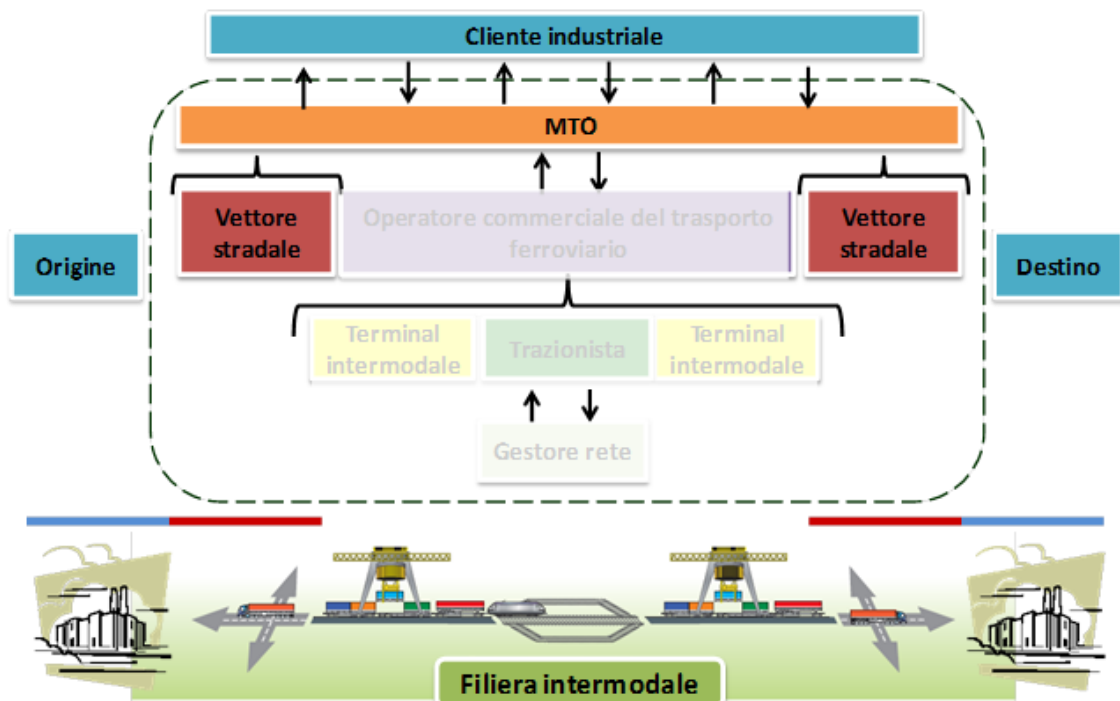 Cliente industriale
MTO
Vettore
stradale
Operatore commerciale del trasporto
ferroviario
Vettore
stradale
Origine
Destino
Terminal
intermodale
Trazionista
Terminal
intermodale
Gestore rete
Filiera intermodale